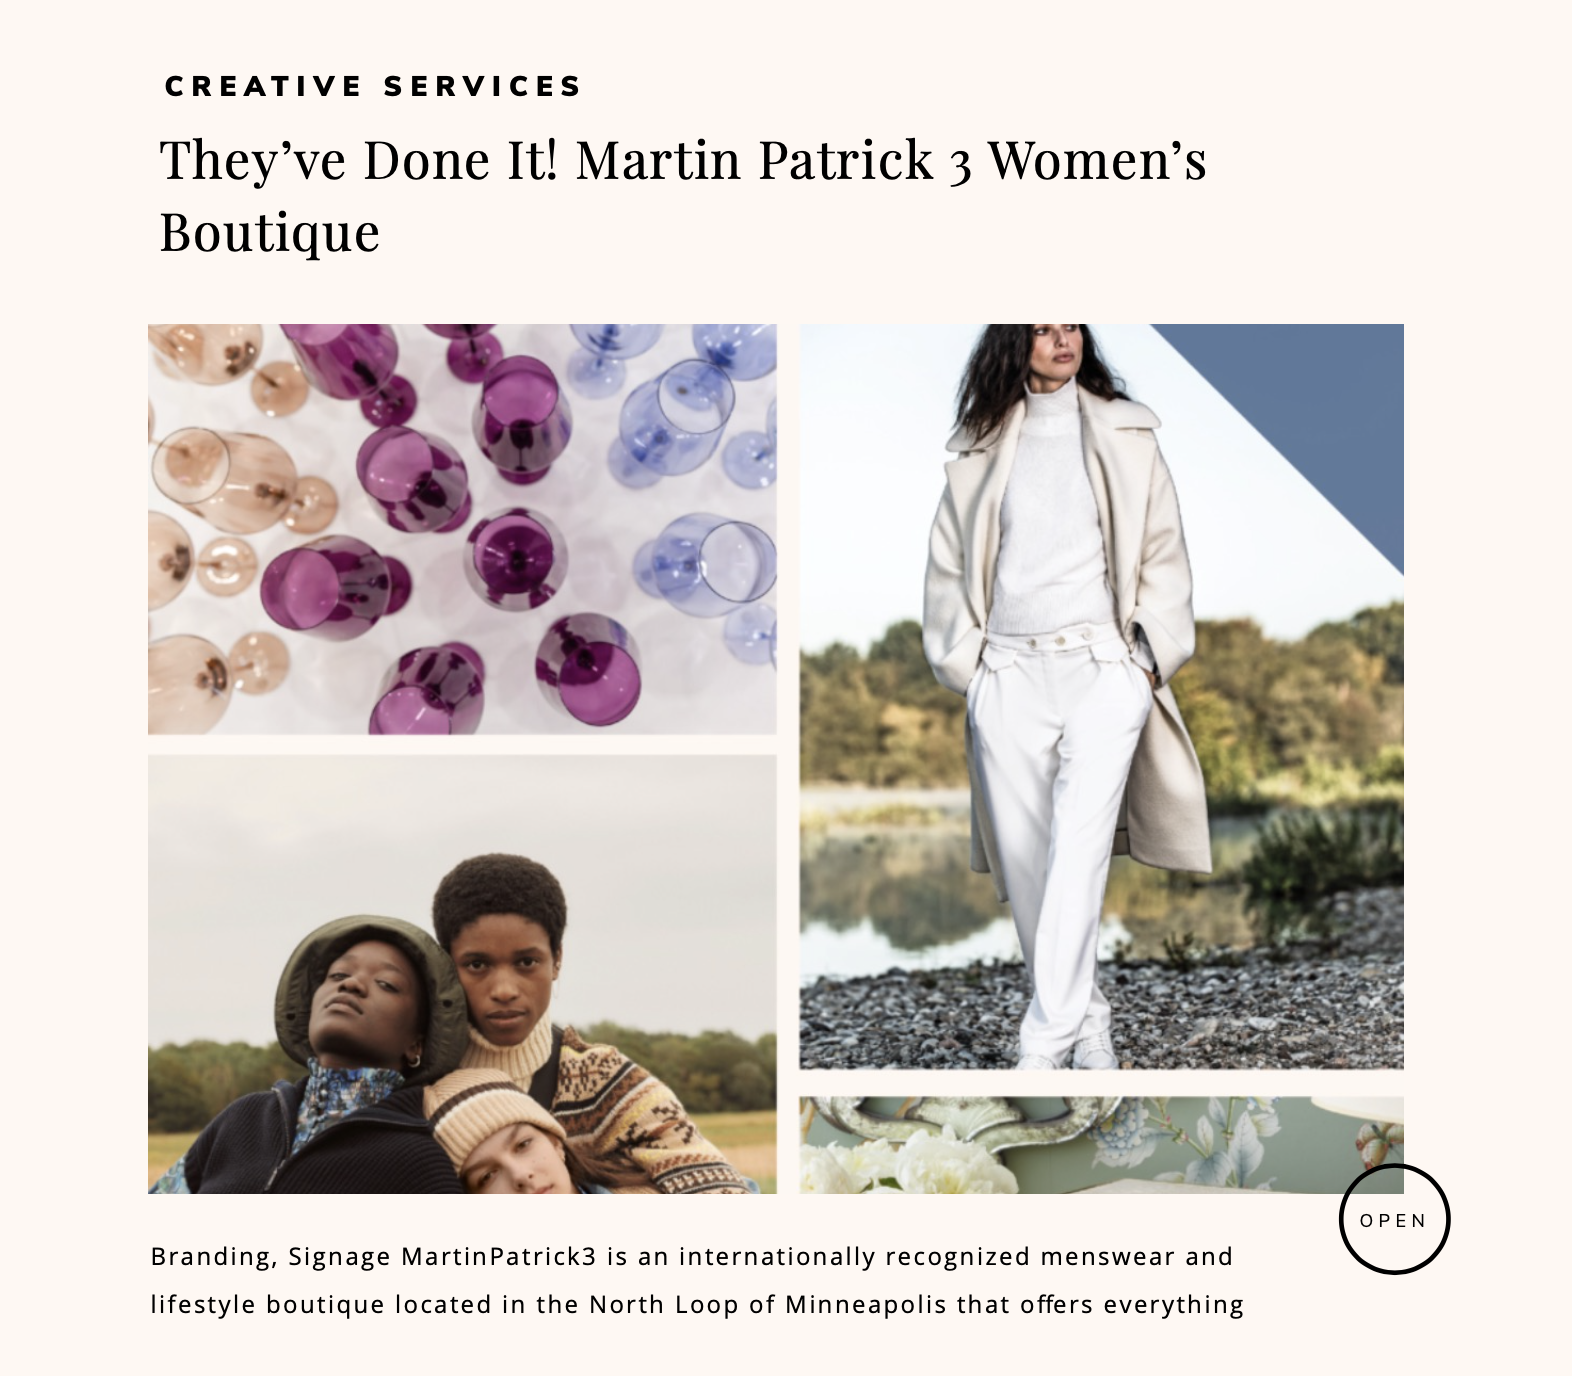 CREATIVE SERVICES
They’ve Done It! Martin Patrick 3 Women’s
Boutique
OPEN
Branding, Signage MartinPatrick3 is an internationally recognized menswear and
lifestyle boutique located in the North Loop of Minneapolis that offers everything